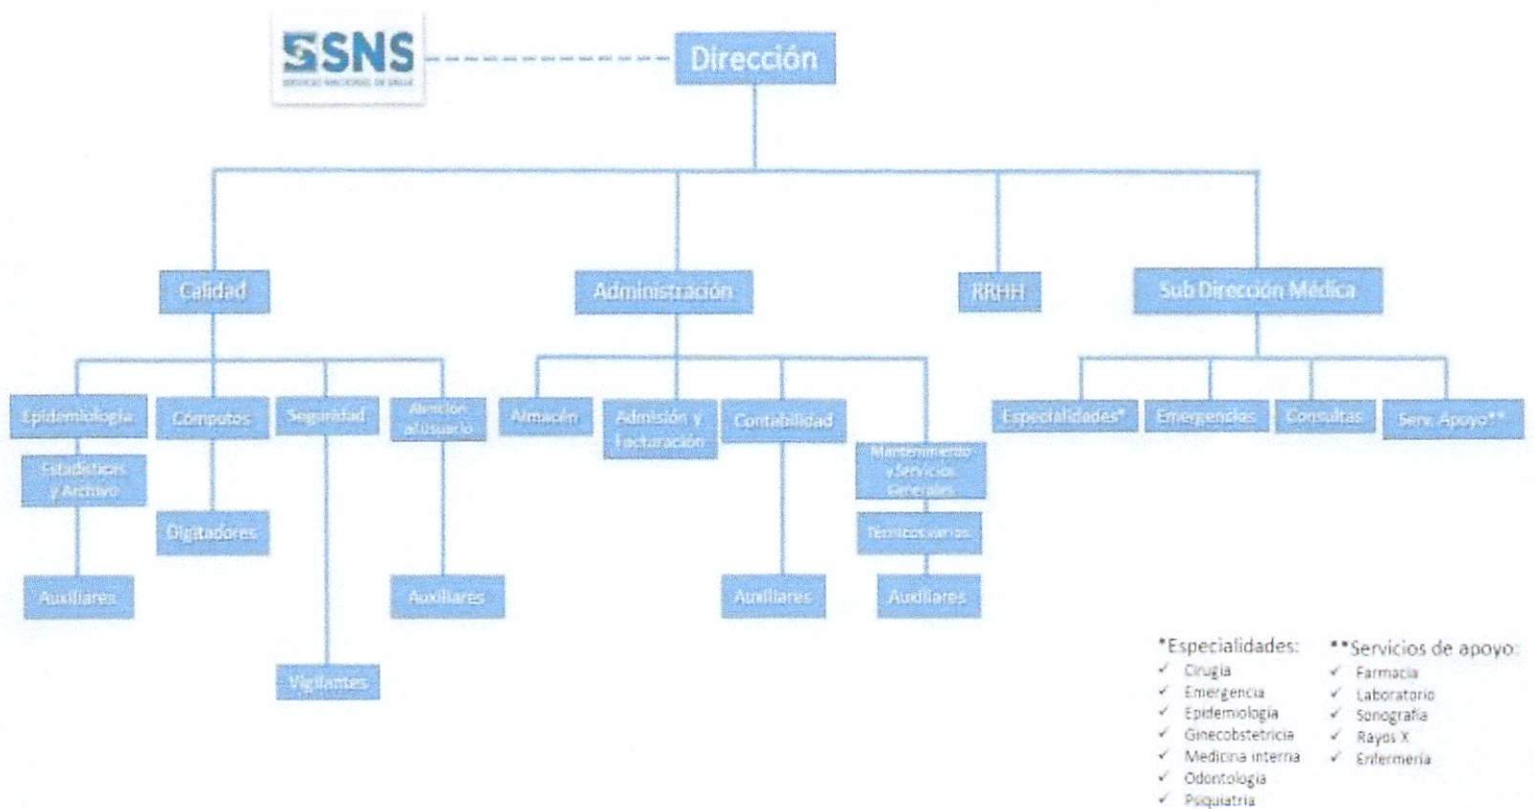 SNS
SERVICIO NACIONAL DE SALUD
Dirección
Calidad
Administración
RRHH
Sub Dirección Médica
Epidemiología
Cómputos
Seguridad
Atención
al usuario
Almacén
Admisión y
Facturación
Contabilidad
Mantenimiento
y Servicios
Generales
Especialidades*
Emergencias
Consultas
Serv. Apoyo**
Estadísticas
y Archivo
Digitadores
Técnicos varios
Auxiliares
Auxiliares
Auxiliares
Auxiliares
Vigilantes
*Especialidades:
✓ Cirugía
✓ Emergencia
✓ Epidemiología
✓ Ginecobstetricia
✓ Medicina interna
✓ Odontología
✓ Psiquiatria
**Servicios de apoyo:
✓ Farmacia
✓ Laboratorio
✓ Sonografía
✓ Rayos X
✓ Enfermería